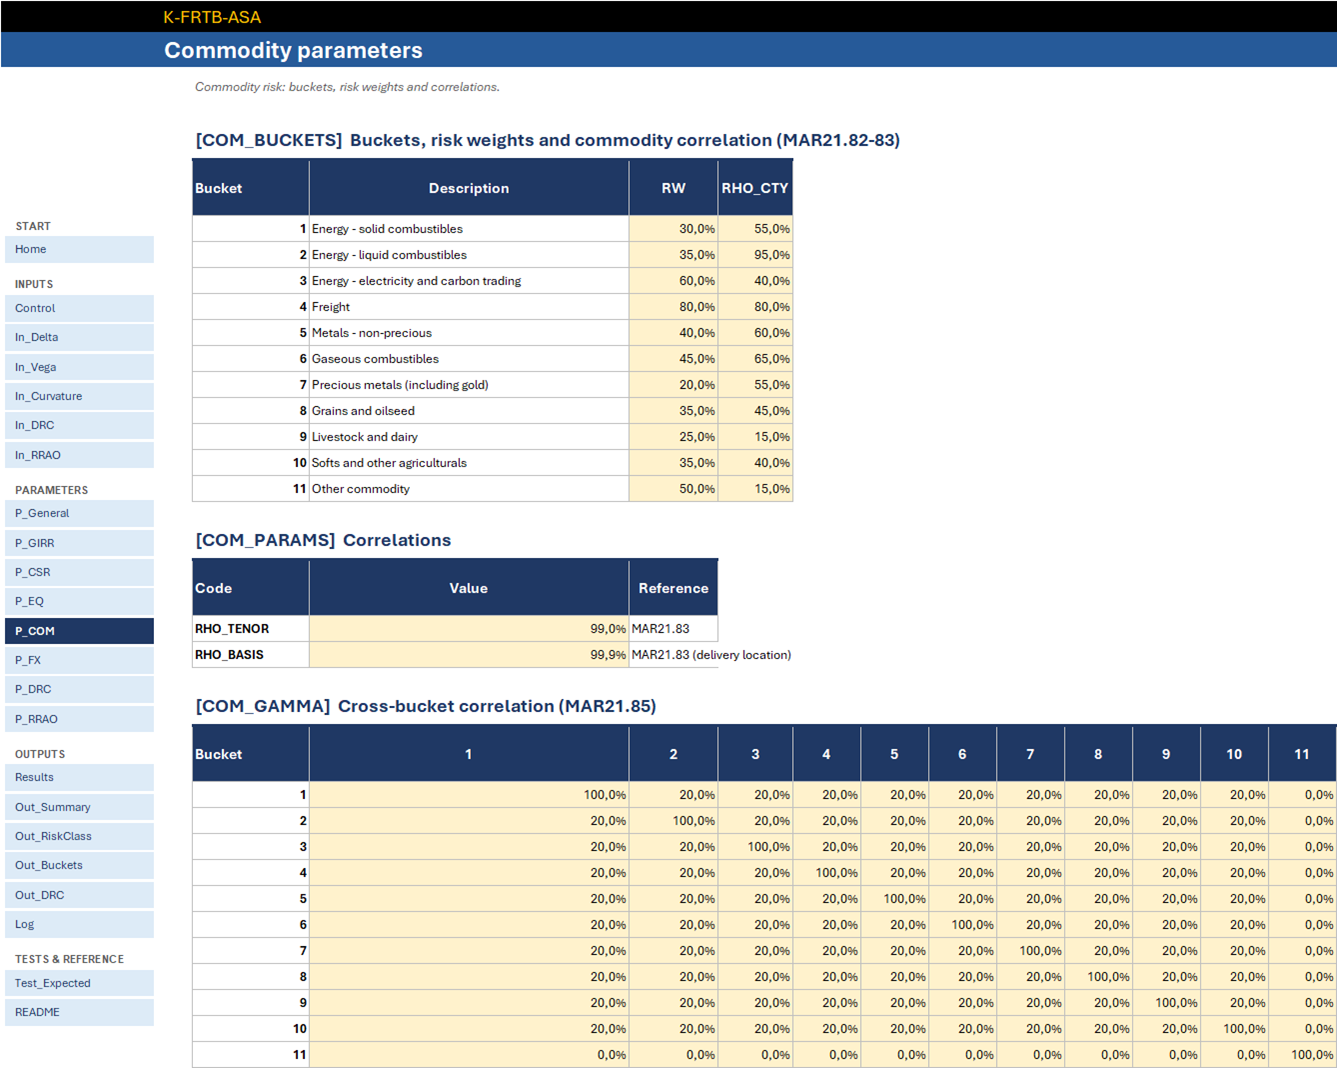 K-FRTB-ASA
Commodity parameters
Commodity risk: buckets, risk weights and correlations.
START
Home
INPUTS
Control
In_Delta
In_Vega
In_Curvature
In_DRC
In_RRAO
PARAMETERS
P_General
P_GIRR
P_CSR
P_EQ
P_COM
P_FX
P_DRC
P_RRAO
OUTPUTS
Results
Out_Summary
Out_RiskClass
Out_Buckets
Out_DRC
Log
TESTS & REFERENCE
Test_Expected
README
[COM_BUCKETS] Buckets, risk weights and commodity correlation (MAR21.82-83)
Bucket Description RW RHO_CTY
1 Energy - solid combustibles 30,0% 55,0%
2 Energy - liquid combustibles 35,0% 95,0%
3 Energy - electricity and carbon trading 60,0% 40,0%
4 Freight 80,0% 80,0%
5 Metals - non-precious 40,0% 60,0%
6 Gaseous combustibles 45,0% 65,0%
7 Precious metals (including gold) 20,0% 55,0%
8 Grains and oilseed 35,0% 45,0%
9 Livestock and dairy 25,0% 15,0%
10 Softs and other agriculturals 35,0% 40,0%
11 Other commodity 50,0% 15,0%
[COM_PARAMS] Correlations
Code Value Reference
RHO_TENOR 99,0% MAR21.83
RHO_BASIS 99,9% MAR21.83 (delivery location)
[COM_GAMMA] Cross-bucket correlation (MAR21.85)
Bucket 1 2 3 4 5 6 7 8 9 10 11
1 100,0% 20,0% 20,0% 20,0% 20,0% 20,0% 20,0% 20,0% 20,0% 20,0% 0,0%
2 20,0% 100,0% 20,0% 20,0% 20,0% 20,0% 20,0% 20,0% 20,0% 20,0% 0,0%
3 20,0% 20,0% 100,0% 20,0% 20,0% 20,0% 20,0% 20,0% 20,0% 20,0% 0,0%
4 20,0% 20,0% 20,0% 100,0% 20,0% 20,0% 20,0% 20,0% 20,0% 20,0% 0,0%
5 20,0% 20,0% 20,0% 20,0% 100,0% 20,0% 20,0% 20,0% 20,0% 20,0% 0,0%
6 20,0% 20,0% 20,0% 20,0% 20,0% 100,0% 20,0% 20,0% 20,0% 20,0% 0,0%
7 20,0% 20,0% 20,0% 20,0% 20,0% 20,0% 100,0% 20,0% 20,0% 20,0% 0,0%
8 20,0% 20,0% 20,0% 20,0% 20,0% 20,0% 20,0% 100,0% 20,0% 20,0% 0,0%
9 20,0% 20,0% 20,0% 20,0% 20,0% 20,0% 20,0% 20,0% 100,0% 20,0% 0,0%
10 20,0% 20,0% 20,0% 20,0% 20,0% 20,0% 20,0% 20,0% 20,0% 100,0% 0,0%
11 0,0% 0,0% 0,0% 0,0% 0,0% 0,0% 0,0% 0,0% 0,0% 0,0% 100,0%